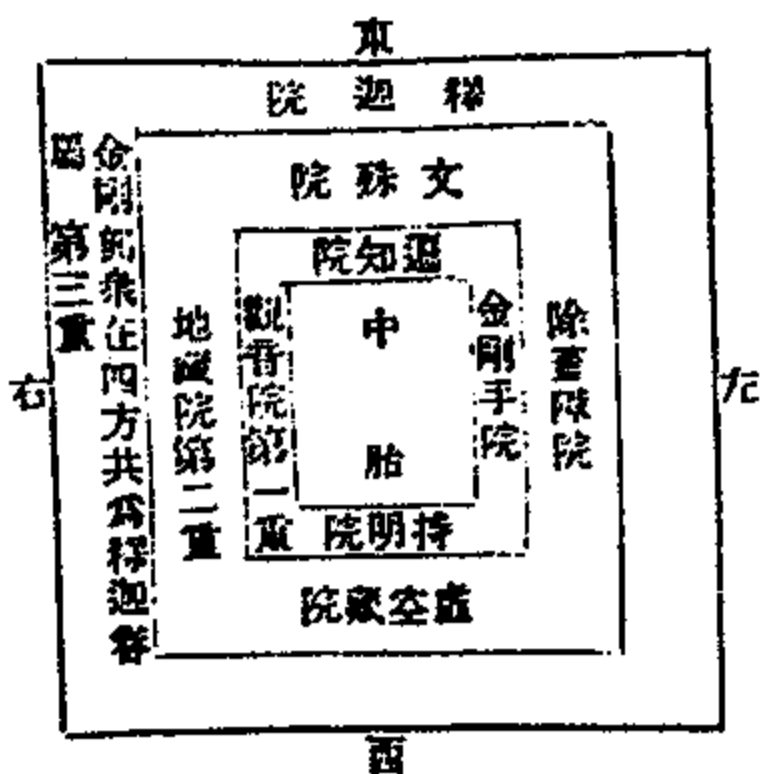 東
釋迦院
文殊院
遍知院
中胎
金剛手院
除蓋障院
左
觀音院第一重
地藏院第二重
金剛衆在四方共爲釋迦眷
屬 第三重
右
持明院
虛空藏院
西